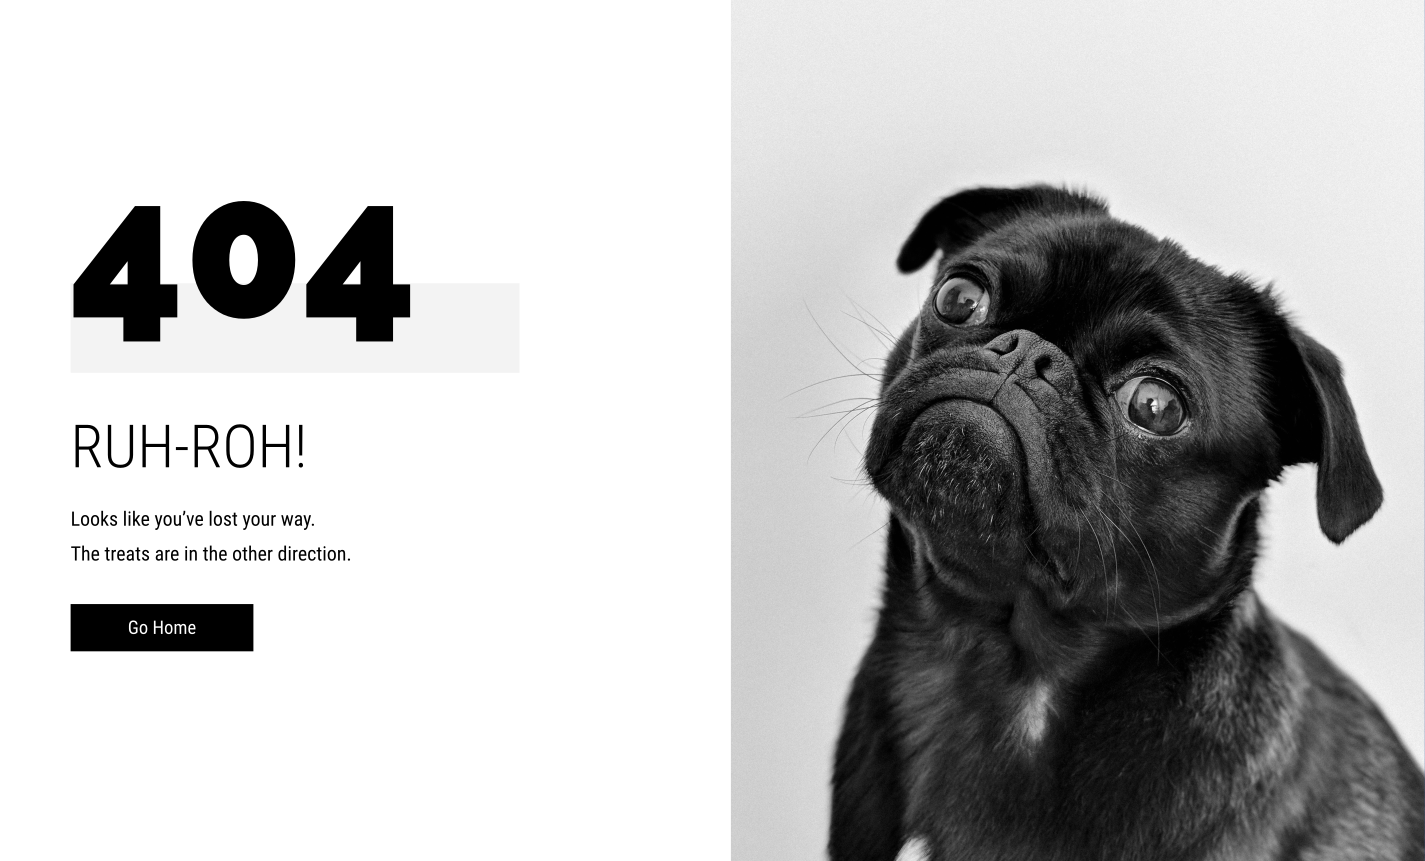 404
RUH-ROH!
Looks like you’ve lost your way.
The treats are in the other direction.
Go Home